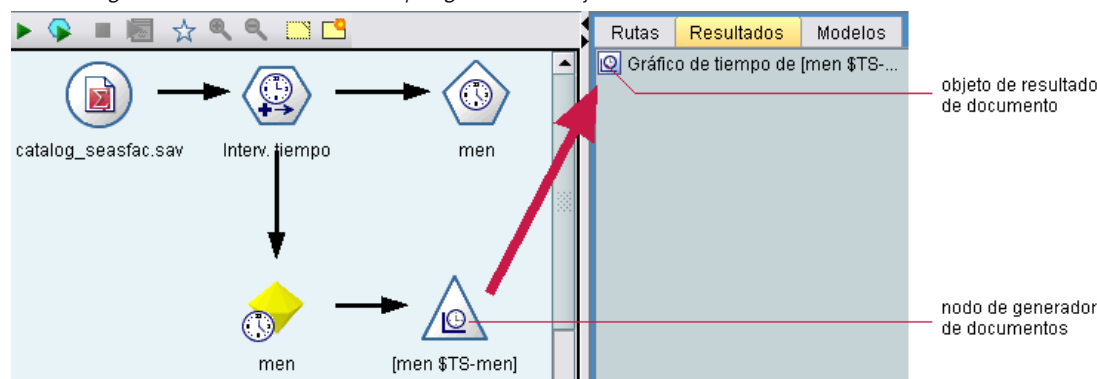 Rutas Resultados Modelos
Gráfico de tiempo de [men $TS-...
objeto de resultado
de documento
catalog_seasfac.sav Interv. tiempo men
nodo de generador
de documentos
men [men $TS-men]